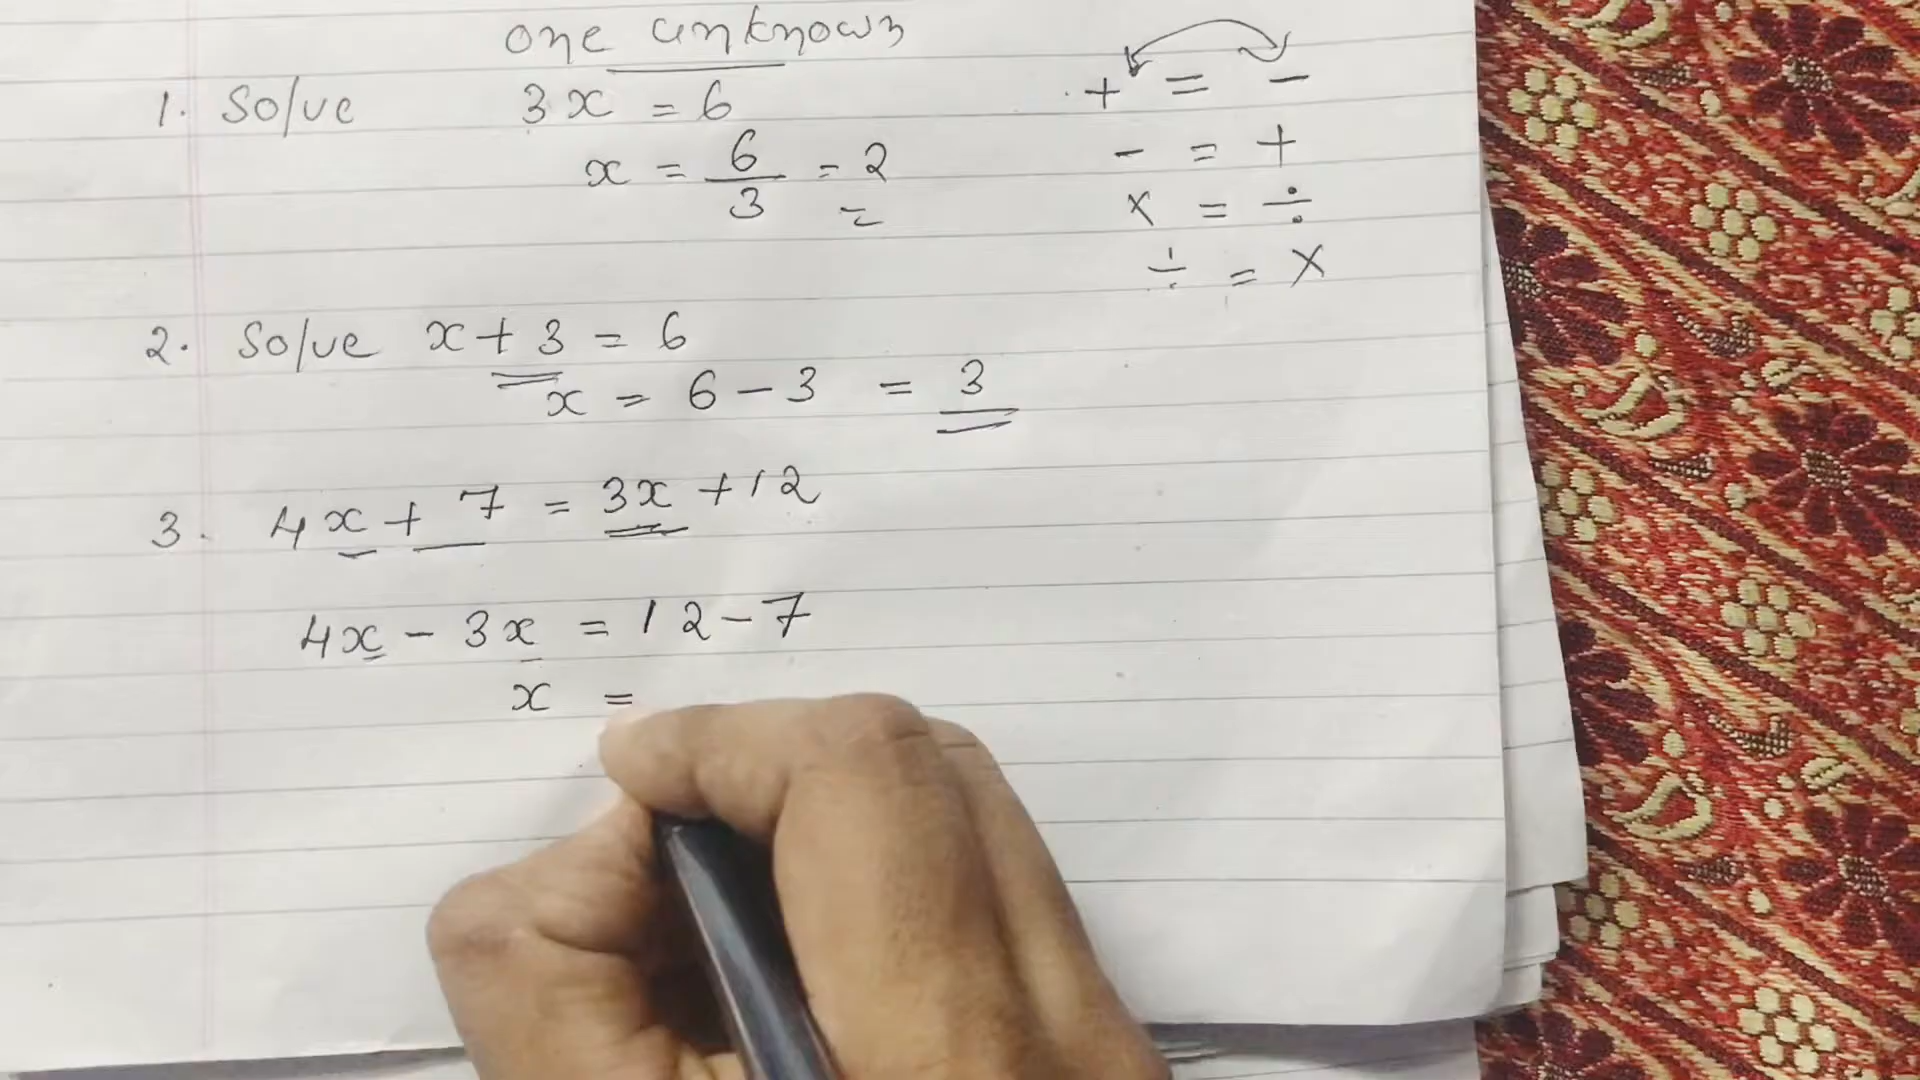 one unknown
1. Solve 3x = 6
x = 6/3 = 2
+ = -
- = +
× = ÷
÷ = ×
2. Solve x + 3 = 6
x = 6 - 3 = 3
3. 4x + 7 = 3x + 12
4x - 3x = 12 - 7
x =